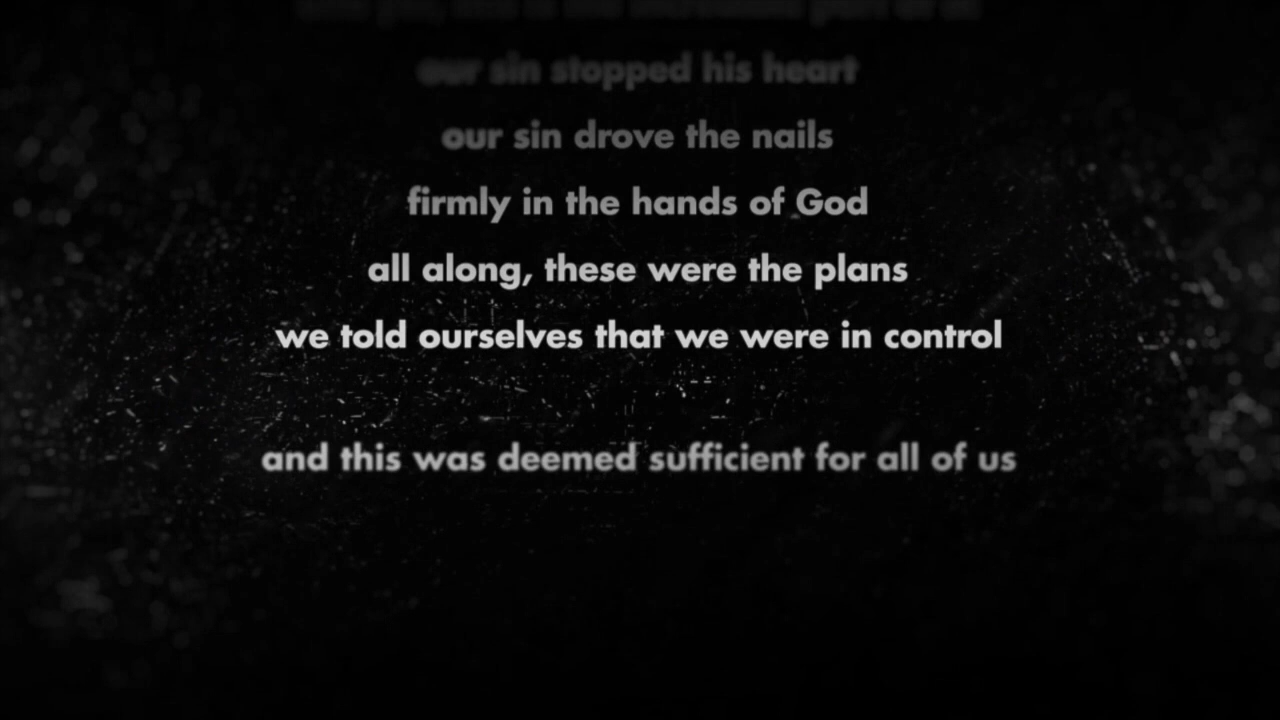 our sin stopped his heart
our sin drove the nails
firmly in the hands of God
all along, these were the plans
we told ourselves that we were in control
and this was deemed sufficient for all of us